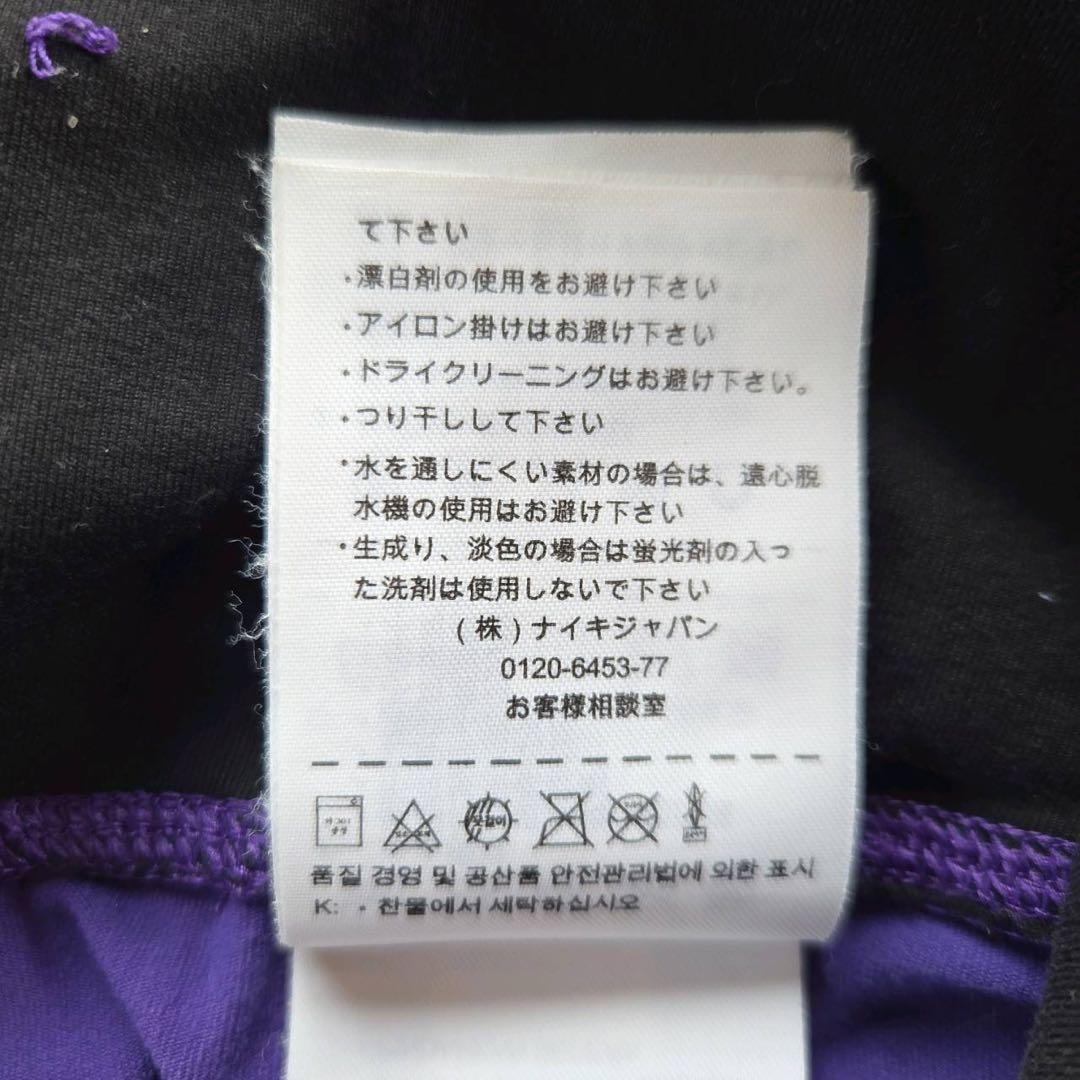 て下さい
・漂白剤の使用をお避け下さい
・アイロン掛けはお避け下さい
・ドライクリーニングはお避け下さい。
・つり干しして下さい
・水を通しにくい素材の場合は、遠心脱
水機の使用はお避け下さい
・生成り、淡色の場合は蛍光剤の入っ
た洗剤は使用しないで下さい
(株)ナイキジャパン
0120-6453-77
お客様相談室
품질 경영 및 공산품 안전관리법에 의한 표시
K: ・찬물에서 세탁하십시오